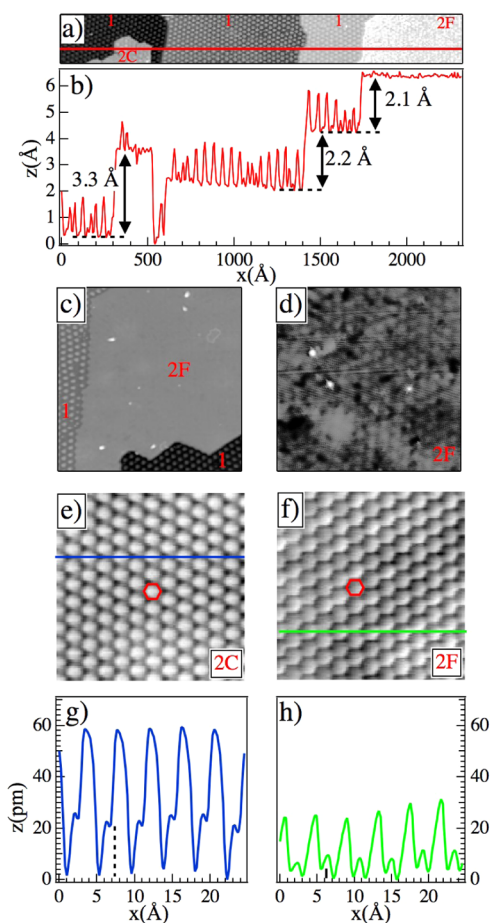 a)
1 1 1 2F
2C
b)
6
5
4
3
2
1
0
z(Å)
3.3 Å
2.2 Å
2.1 Å
0 500 1000 1500 2000
x(Å)
c)
2F
1
1
d)
2F
e)
2C
f)
2F
g)
60
40
20
0
z(pm)
0 5 10 15 20
x(Å)
h)
60
40
20
0
z(pm)
0 5 10 15 20
x(Å)